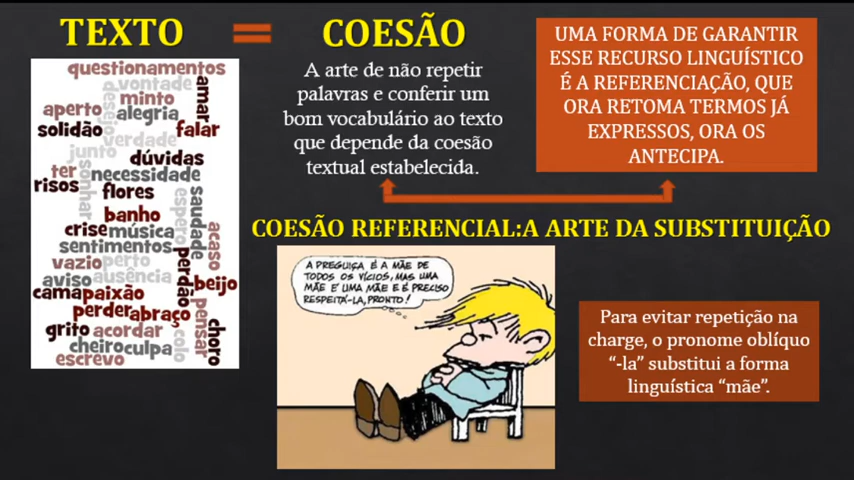 TEXTO = COESÃO
questionamentos
vontade
desejo
minto
amar
aperto
alegria
solidão
falar
verdade
junto
dúvidas
ter
necessidade
risos
sonhar
flores
saudade
banho
espero
crise música
acaso
sentimentos
vazio perto
perdão
aviso ausência
beijo
cama paixão
perder abraço
pensar
grito acordar
colo
choro
cheiro culpa
escrevo
A arte de não repetir
palavras e conferir um
bom vocabulário ao texto
que depende da coesão
textual estabelecida.
UMA FORMA DE GARANTIR
ESSE RECURSO LINGUÍSTICO
É A REFERENCIAÇÃO, QUE
ORA RETOMA TERMOS JÁ
EXPRESSOS, ORA OS
ANTECIPA.
COESÃO REFERENCIAL:A ARTE DA SUBSTITUIÇÃO
A PREGUIÇA É A MÃE DE
TODOS OS VÍCIOS, MAS UMA
MÃE É UMA MÃE E É PRECISO
RESPEITÁ-LA, PRONTO!
Para evitar repetição na
charge, o pronome oblíquo
“-la” substitui a forma
linguística “mãe”.